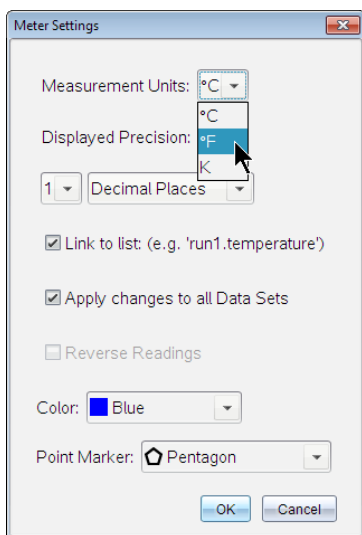 Meter Settings
Measurement Units: °C
°C
Displayed Precision:
°F
K
1 Decimal Places
Link to list: (e.g. 'run1.temperature')
Apply changes to all Data Sets
Reverse Readings
Color: Blue
Point Marker: Pentagon
OK Cancel